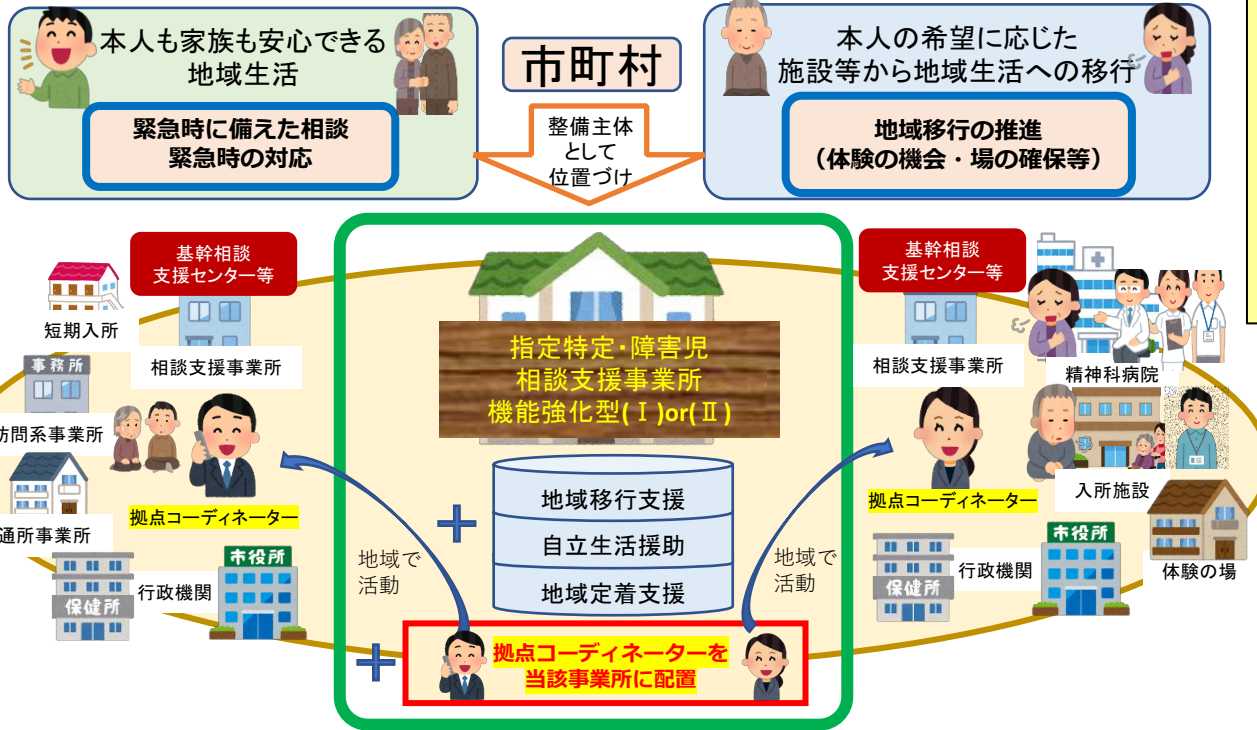 本人も家族も安心できる
地域生活
緊急時に備えた相談
緊急時の対応
市町村
整備主体
として
位置づけ
本人の希望に応じた
施設等から地域生活への移行
地域移行の推進
（体験の機会・場の確保等）
基幹相談
支援センター等
短期入所
相談支援事業所
事務所
訪問系事業所
通所事業所
拠点コーディネーター
保健所
行政機関
市役所
地域で
活動
指定特定・障害児
相談支援事業所
機能強化型(Ⅰ)or(Ⅱ)
＋
地域移行支援
自立生活援助
地域定着支援
＋
拠点コーディネーターを
当該事業所に配置
地域で
活動
基幹相談
支援センター等
相談支援事業所
精神科病院
拠点コーディネーター
入所施設
体験の場
保健所
行政機関
市役所